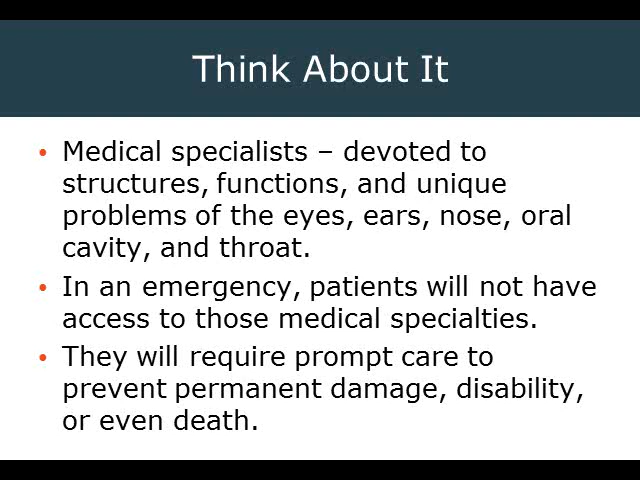 Think About It
• Medical specialists – devoted to
structures, functions, and unique
problems of the eyes, ears, nose, oral
cavity, and throat.
• In an emergency, patients will not have
access to those medical specialties.
• They will require prompt care to
prevent permanent damage, disability,
or even death.